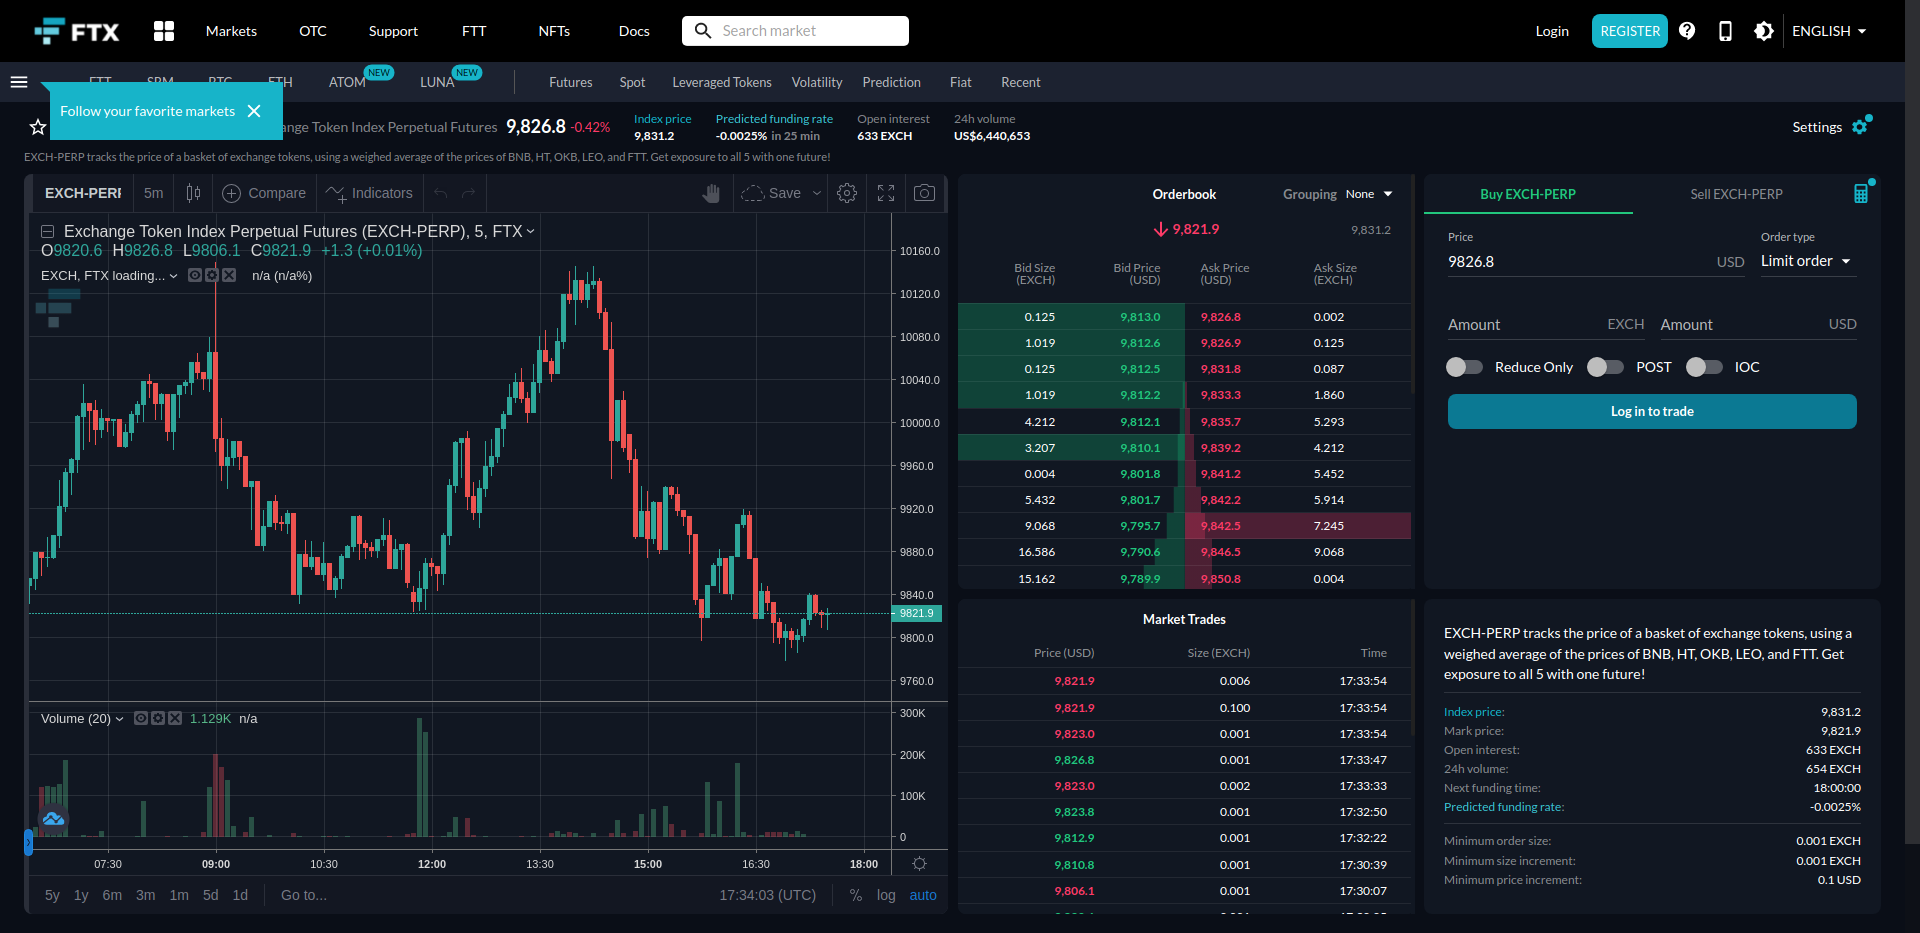 FTX
Markets
OTC
Support
FTT
NFTs
Docs
Search market
Login
REGISTER
ENGLISH
ATOM NEW
LUNA NEW
Futures
Spot
Leveraged Tokens
Volatility
Prediction
Fiat
Recent
Follow your favorite markets
Token Index Perpetual Futures
9,826.8 -0.42%
Index price
9,831.2
Predicted funding rate
-0.0025% in 25 min
Open interest
633 EXCH
24h volume
US$6,440,653
Settings
EXCH-PERP tracks the price of a basket of exchange tokens, using a weighed average of the prices of BNB, HT, OKB, LEO, and FTT. Get exposure to all 5 with one future!
5m
Compare
Indicators
Save
Exchange Token Index Perpetual Futures (EXCH-PERP), 5, FTX
O9820.6 H9826.8 L9806.1 C9821.9 +1.3 (+0.01%)
EXCH, FTX loading... n/a (n/a%)
10160.0
10120.0
10080.0
10040.0
10000.0
9960.0
9920.0
9880.0
9840.0
9821.9
9800.0
9760.0
Volume (20) 1.129K n/a
300K
200K
100K
0
07:30 09:00 10:30 12:00 13:30 15:00 16:30 18:00
5y 1y 6m 3m 1m 5d 1d Go to... 17:34:03 (UTC) % log auto
Orderbook
Grouping None
9,821.9
9,831.2
Bid Size (EXCH) Bid Price (USD) Ask Price (USD) Ask Size (EXCH)
0.125 9,813.0 9,826.8 0.002
1.019 9,812.6 9,826.9 0.125
0.125 9,812.5 9,831.8 0.087
1.019 9,812.2 9,833.3 1.860
4.212 9,812.1 9,835.7 5.293
3.207 9,810.1 9,839.2 4.212
0.004 9,801.8 9,841.2 5.452
5.432 9,801.7 9,842.2 5.914
9.068 9,795.7 9,842.5 7.245
16.586 9,790.6 9,846.5 9.068
15.162 9,789.9 9,850.8 0.004
Market Trades
Price (USD) Size (EXCH) Time
9,821.9 0.006 17:33:54
9,821.9 0.100 17:33:54
9,823.0 0.001 17:33:54
9,826.8 0.001 17:33:47
9,823.0 0.002 17:33:33
9,823.8 0.001 17:32:50
9,812.9 0.001 17:32:22
9,810.8 0.001 17:30:39
9,806.1 0.001 17:30:07
Buy EXCH-PERP
Sell EXCH-PERP
Price
9826.8 USD
Order type
Limit order
Amount EXCH
Amount USD
Reduce Only
POST
IOC
Log in to trade
EXCH-PERP tracks the price of a basket of exchange tokens, using a
weighed average of the prices of BNB, HT, OKB, LEO, and FTT. Get
exposure to all 5 with one future!
Index price: 9,831.2
Mark price: 9,821.9
Open interest: 633 EXCH
24h volume: 654 EXCH
Next funding time: 18:00:00
Predicted funding rate: -0.0025%
Minimum order size: 0.001 EXCH
Minimum size increment: 0.001 EXCH
Minimum price increment: 0.1 USD